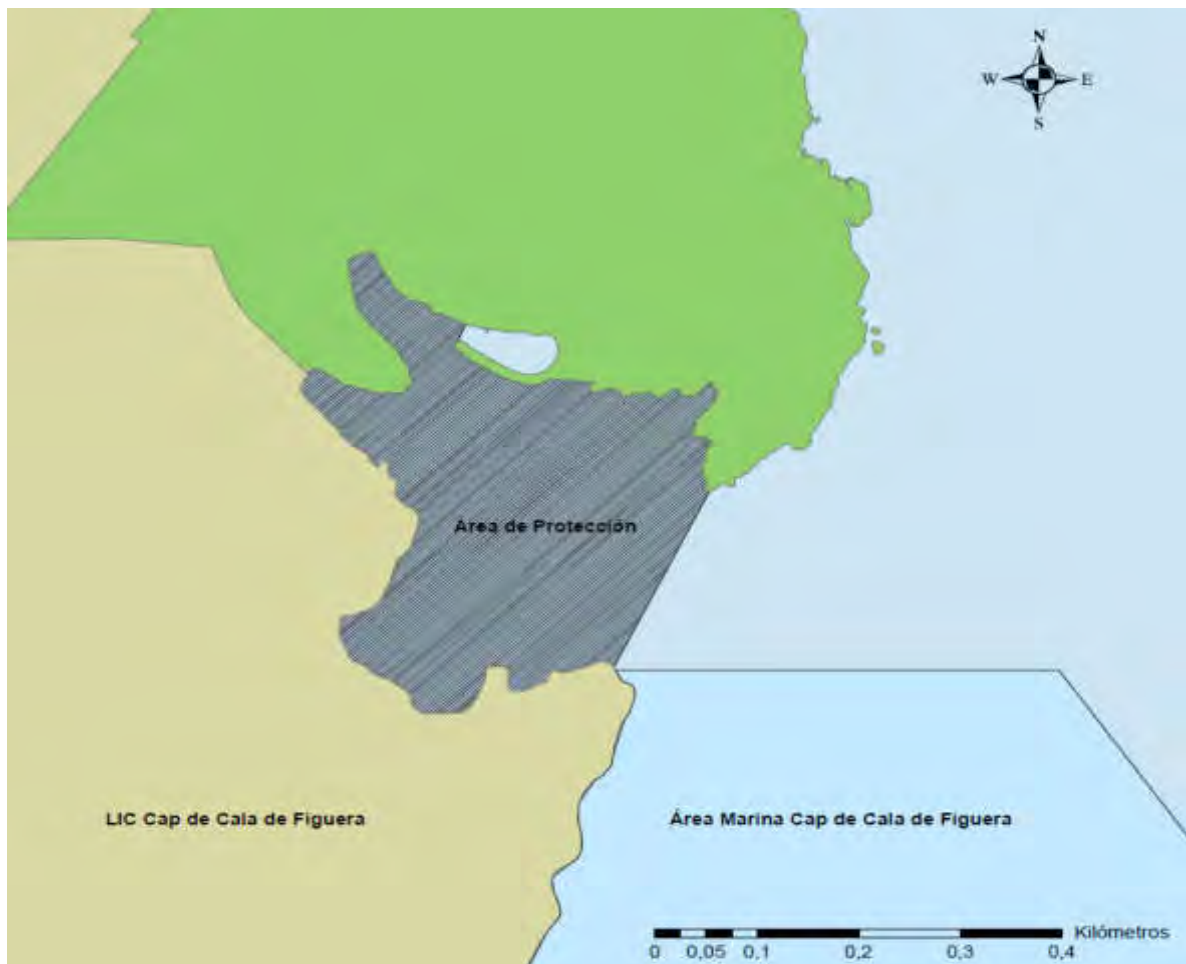 N
W E
S
Área de Protección
LIC Cap de Cala de Figuera
Área Marina Cap de Cala de Figuera
Kilómetros
0 0,05 0,1 0,2 0,3 0,4